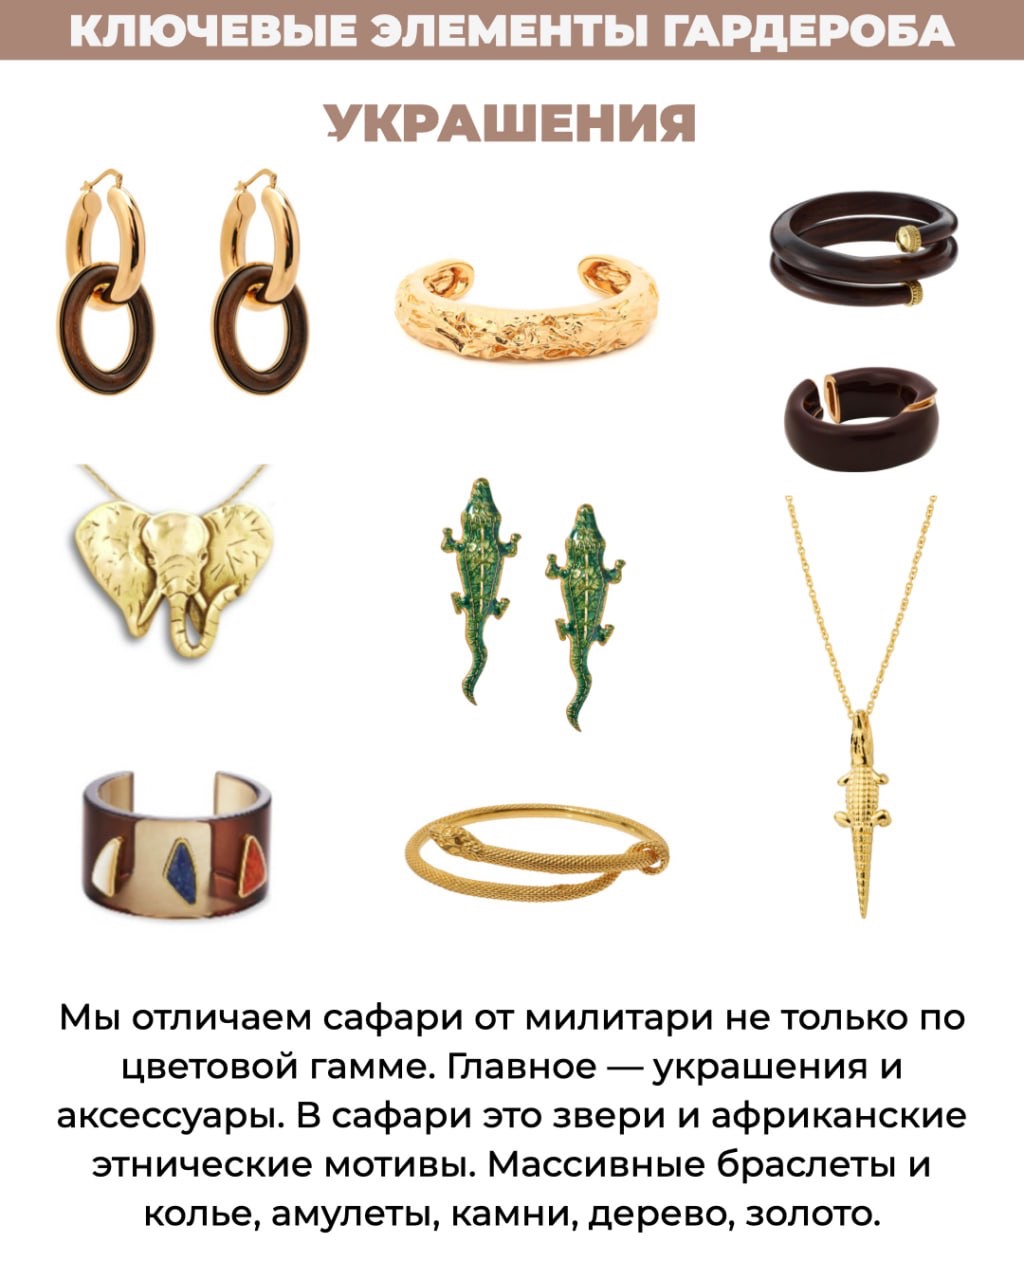 КЛЮЧЕВЫЕ ЭЛЕМЕНТЫ ГАРДЕРОБА
УКРАШЕНИЯ
Мы отличаем сафари от милитари не только по
цветовой гамме. Главное — украшения и
аксессуары. В сафари это звери и африканские
этнические мотивы. Массивные браслеты и
колье, амулеты, камни, дерево, золото.